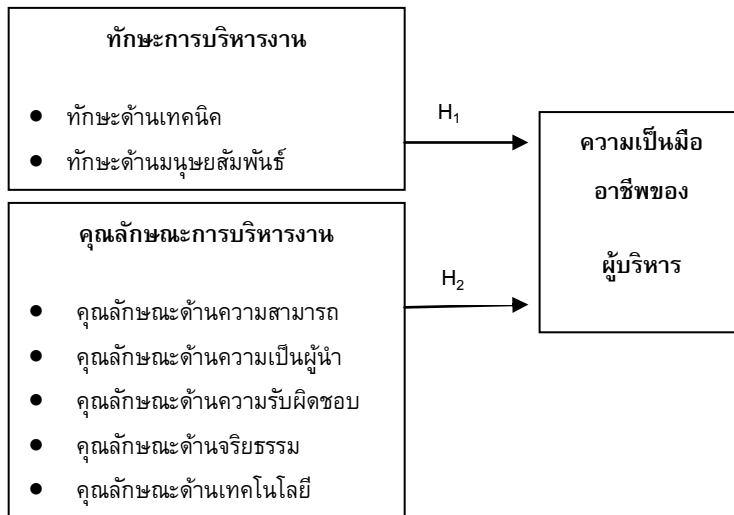 ทักษะการบริหารงาน
● ทักษะด้านเทคนิค
● ทักษะด้านมนุษยสัมพันธ์
H₁
ความเป็นมือ
อาชีพของ
ผู้บริหาร
คุณลักษณะการบริหารงาน
● คุณลักษณะด้านความสามารถ
● คุณลักษณะด้านความเป็นผู้นำ
● คุณลักษณะด้านความรับผิดชอบ
● คุณลักษณะด้านจริยธรรม
● คุณลักษณะด้านเทคโนโลยี
H₂